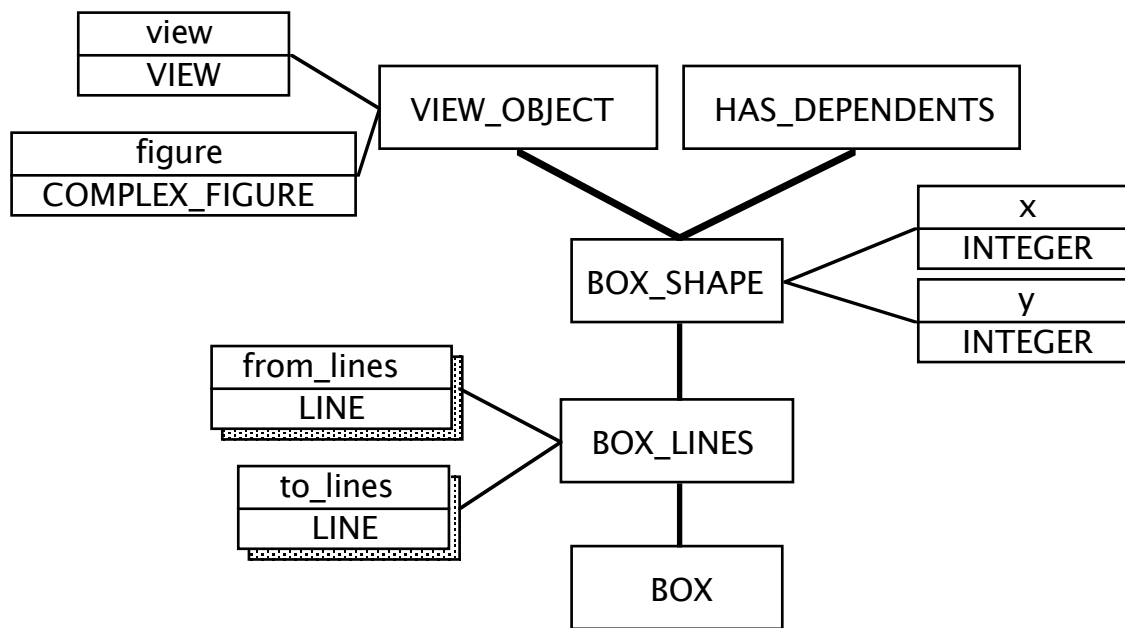 view
VIEW
VIEW_OBJECT
HAS_DEPENDENTS
figure
COMPLEX_FIGURE
x
INTEGER
BOX_SHAPE
y
INTEGER
from_lines
LINE
BOX_LINES
to_lines
LINE
BOX